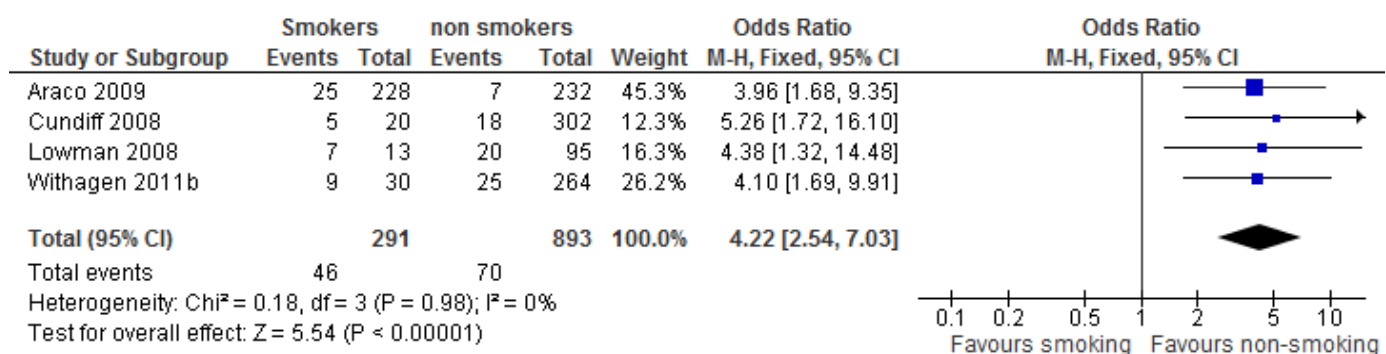 Smokers non smokers Odds Ratio Odds Ratio
Study or Subgroup Events Total Events Total Weight M-H, Fixed, 95% CI M-H, Fixed, 95% CI
Araco 2009 25 228 7 232 45.3% 3.96 [1.68, 9.35]
Cundiff 2008 5 20 18 302 12.3% 5.26 [1.72, 16.10]
Lowman 2008 7 13 20 95 16.3% 4.38 [1.32, 14.48]
Withagen 2011b 9 30 25 264 26.2% 4.10 [1.69, 9.91]
Total (95% CI) 291 893 100.0% 4.22 [2.54, 7.03]
Total events 46 70
Heterogeneity: Chi² = 0.18, df = 3 (P = 0.98); I² = 0%
Test for overall effect: Z = 5.54 (P < 0.00001)
0.1 0.2 0.5 1 2 5 10
Favours smoking Favours non-smoking